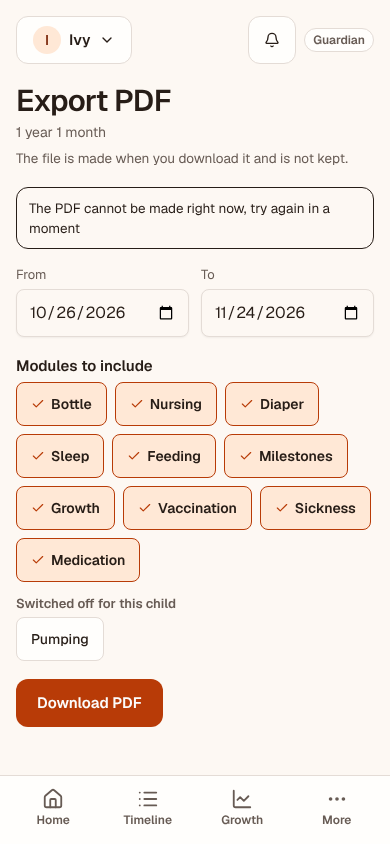 I Ivy
Guardian
Export PDF
1 year 1 month
The file is made when you download it and is not kept.
The PDF cannot be made right now, try again in a
moment
From To
10/26/2026 11/24/2026
Modules to include
Bottle Nursing Diaper
Sleep Feeding Milestones
Growth Vaccination Sickness
Medication
Switched off for this child
Pumping
Download PDF
Home Timeline Growth More